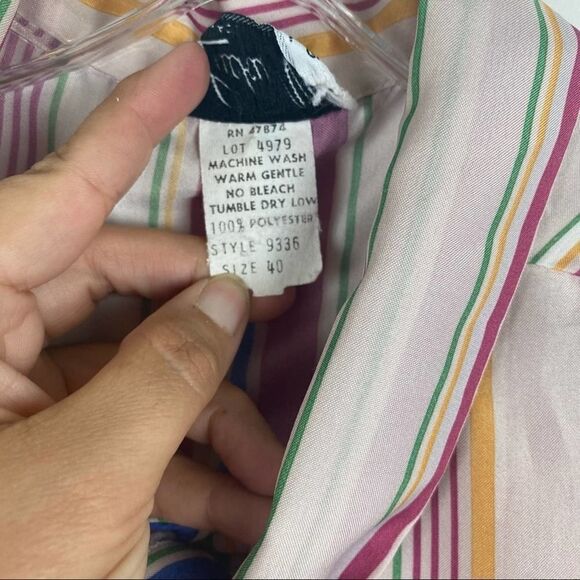 RN 47874
LOT 4979
MACHINE WASH
WARM GENTLE
NO BLEACH
TUMBLE DRY LOW
100% POLYESTER
STYLE 9336
SIZE 40